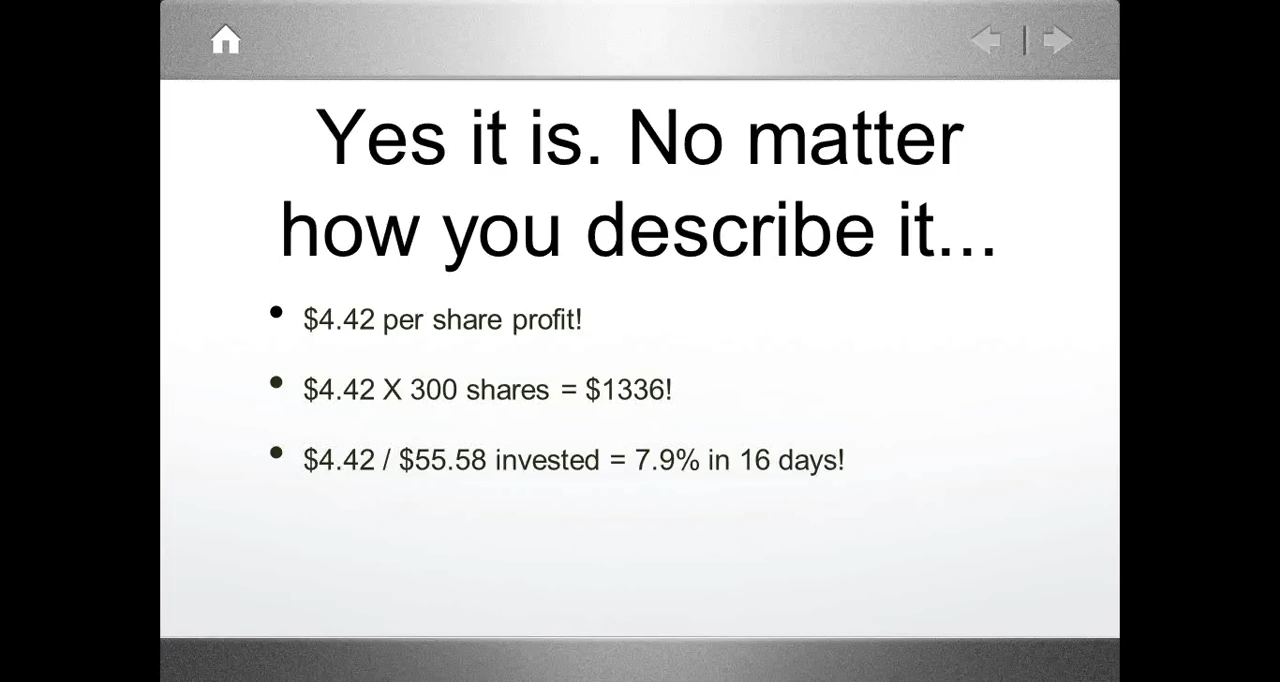 Yes it is. No matter
how you describe it...
• $4.42 per share profit!
• $4.42 X 300 shares = $1336!
• $4.42 / $55.58 invested = 7.9% in 16 days!